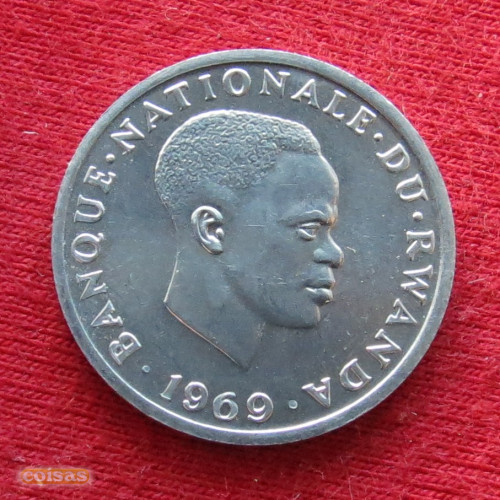 · BANQUE · NATIONALE · DU · RWANDA
· 1969 ·
coisas